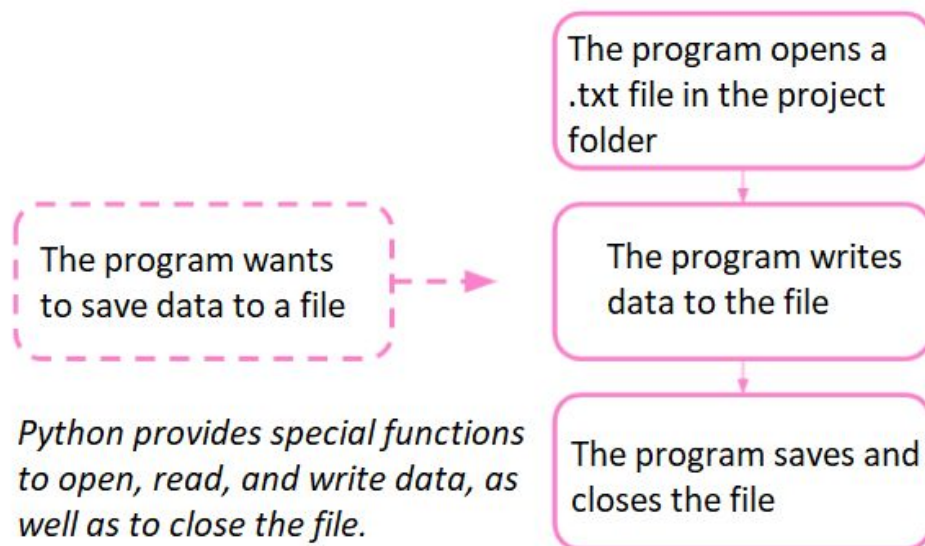 The program opens a
.txt file in the project
folder
The program wants
to save data to a file
The program writes
data to the file
Python provides special functions
to open, read, and write data, as
well as to close the file.
The program saves and
closes the file